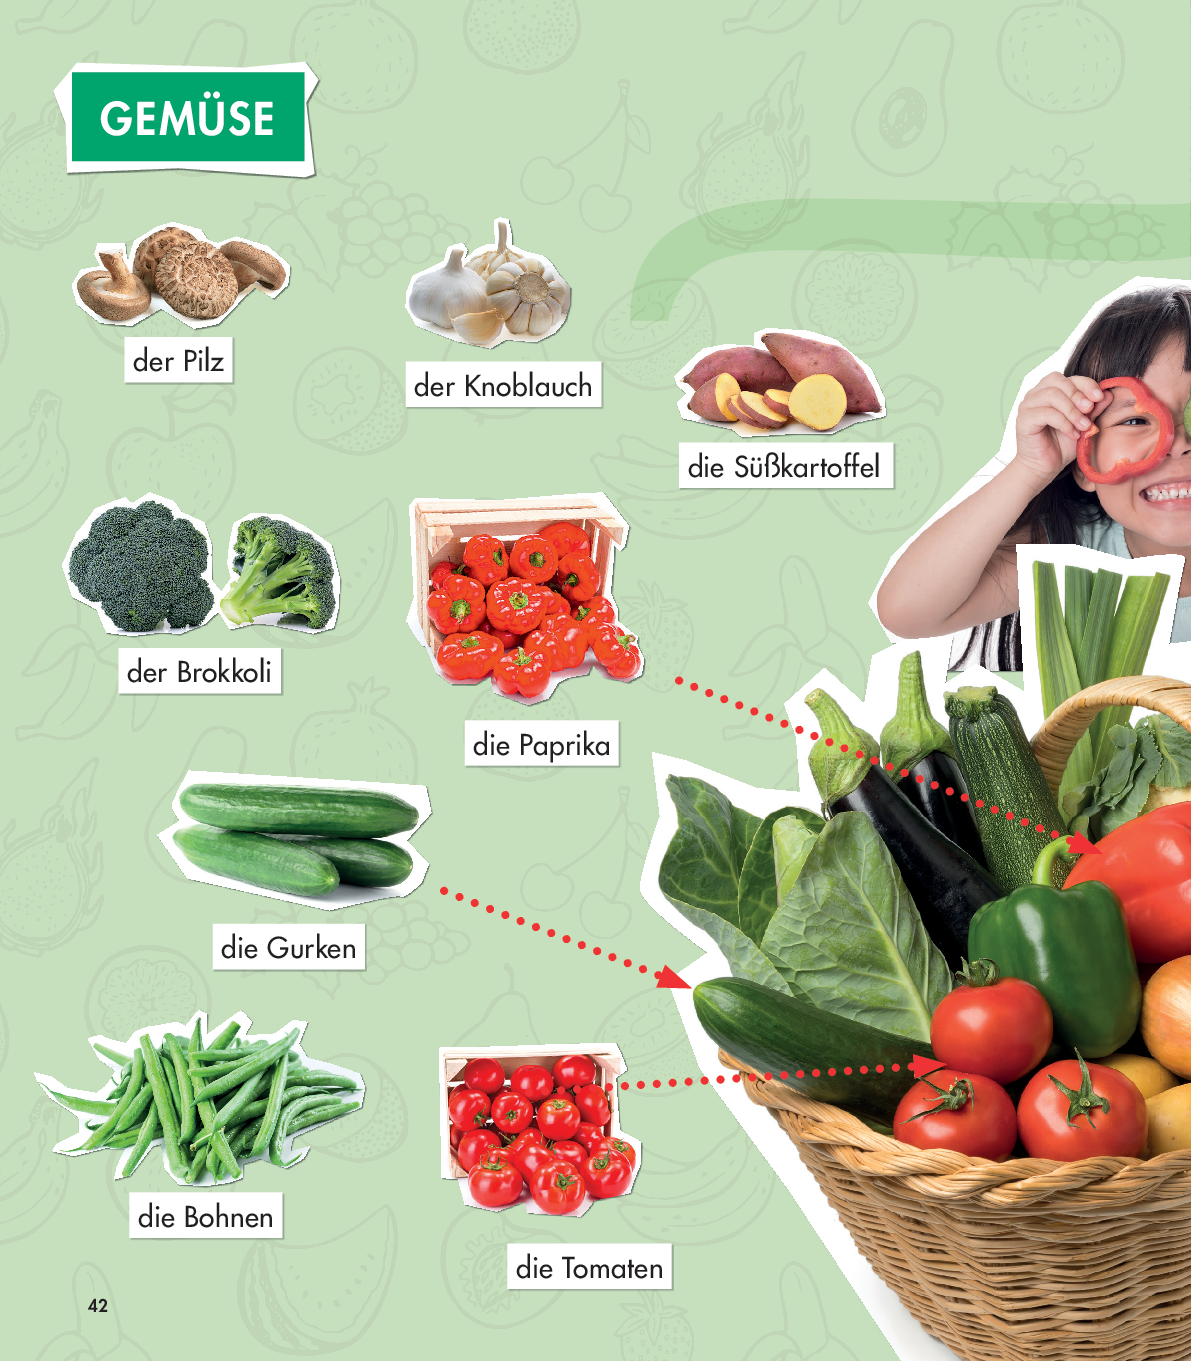 GEMÜSE
der Pilz
der Knoblauch
die Süßkartoffel
der Brokkoli
die Paprika
die Gurken
die Bohnen
die Tomaten
42